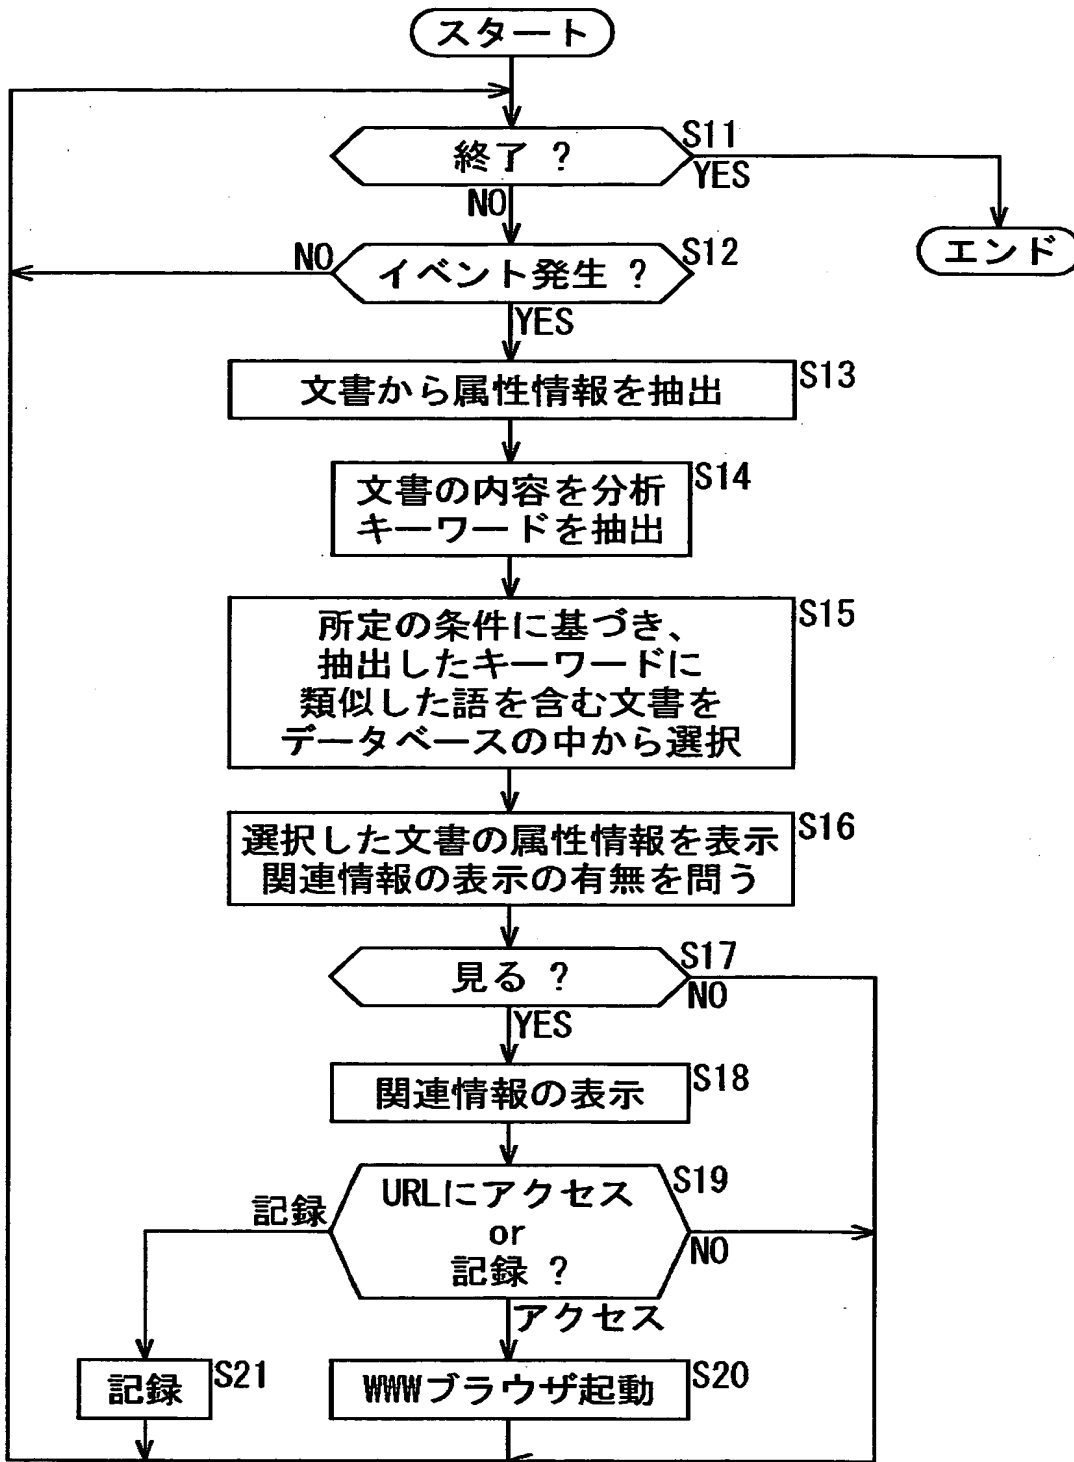 スタート
終了 ?
S11
YES
NO
エンド
イベント発生 ?
S12
NO
YES
文書から属性情報を抽出
S13
文書の内容を分析
キーワードを抽出
S14
所定の条件に基づき、
抽出したキーワードに
類似した語を含む文書を
データベースの中から選択
S15
選択した文書の属性情報を表示
関連情報の表示の有無を問う
S16
見る ?
S17
NO
YES
関連情報の表示
S18
URLにアクセス
or
記録 ?
S19
記録
NO
アクセス
記録
S21
WWWブラウザ起動
S20